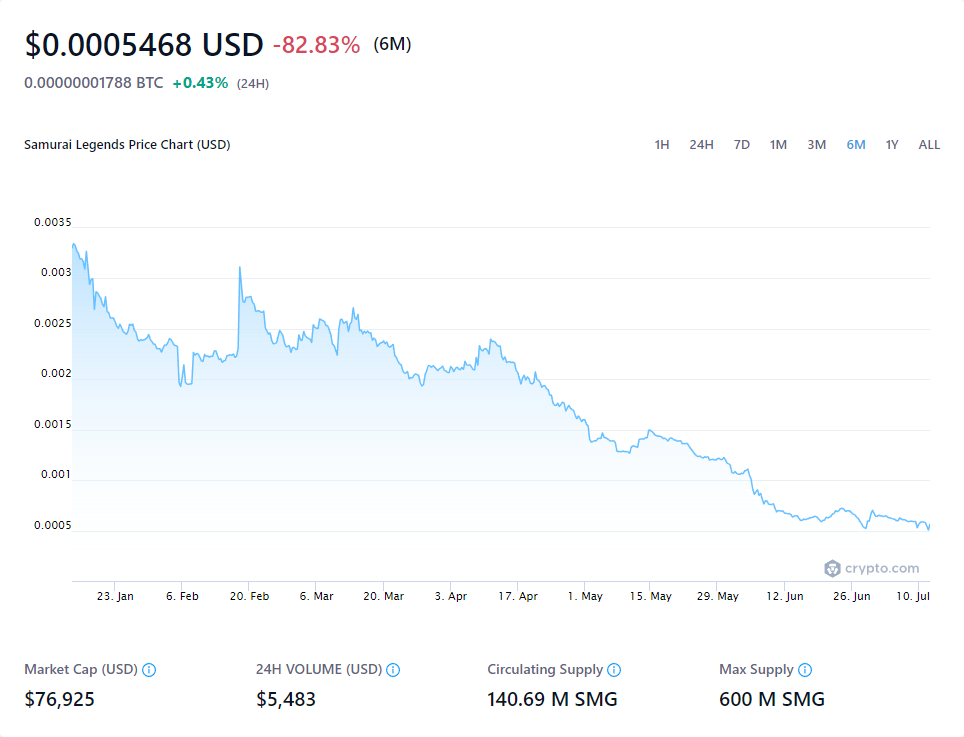 $0.0005468 USD -82.83% (6M)
0.00000001788 BTC +0.43% (24H)
Samurai Legends Price Chart (USD) 1H 24H 7D 1M 3M 6M 1Y ALL
0.0035
0.003
0.0025
0.002
0.0015
0.001
0.0005
crypto.com
23. Jan 6. Feb 20. Feb 6. Mar 20. Mar 3. Apr 17. Apr 1. May 15. May 29. May 12. Jun 26. Jun 10. Jul
Market Cap (USD) 24H VOLUME (USD) Circulating Supply Max Supply
$76,925 $5,483 140.69 M SMG 600 M SMG